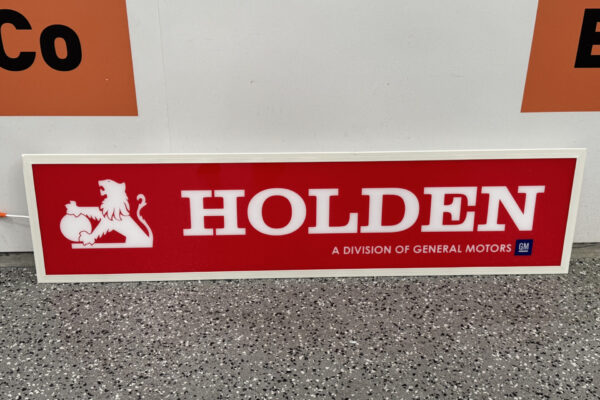 Co
HOLDEN
A DIVISION OF GENERAL MOTORS GM